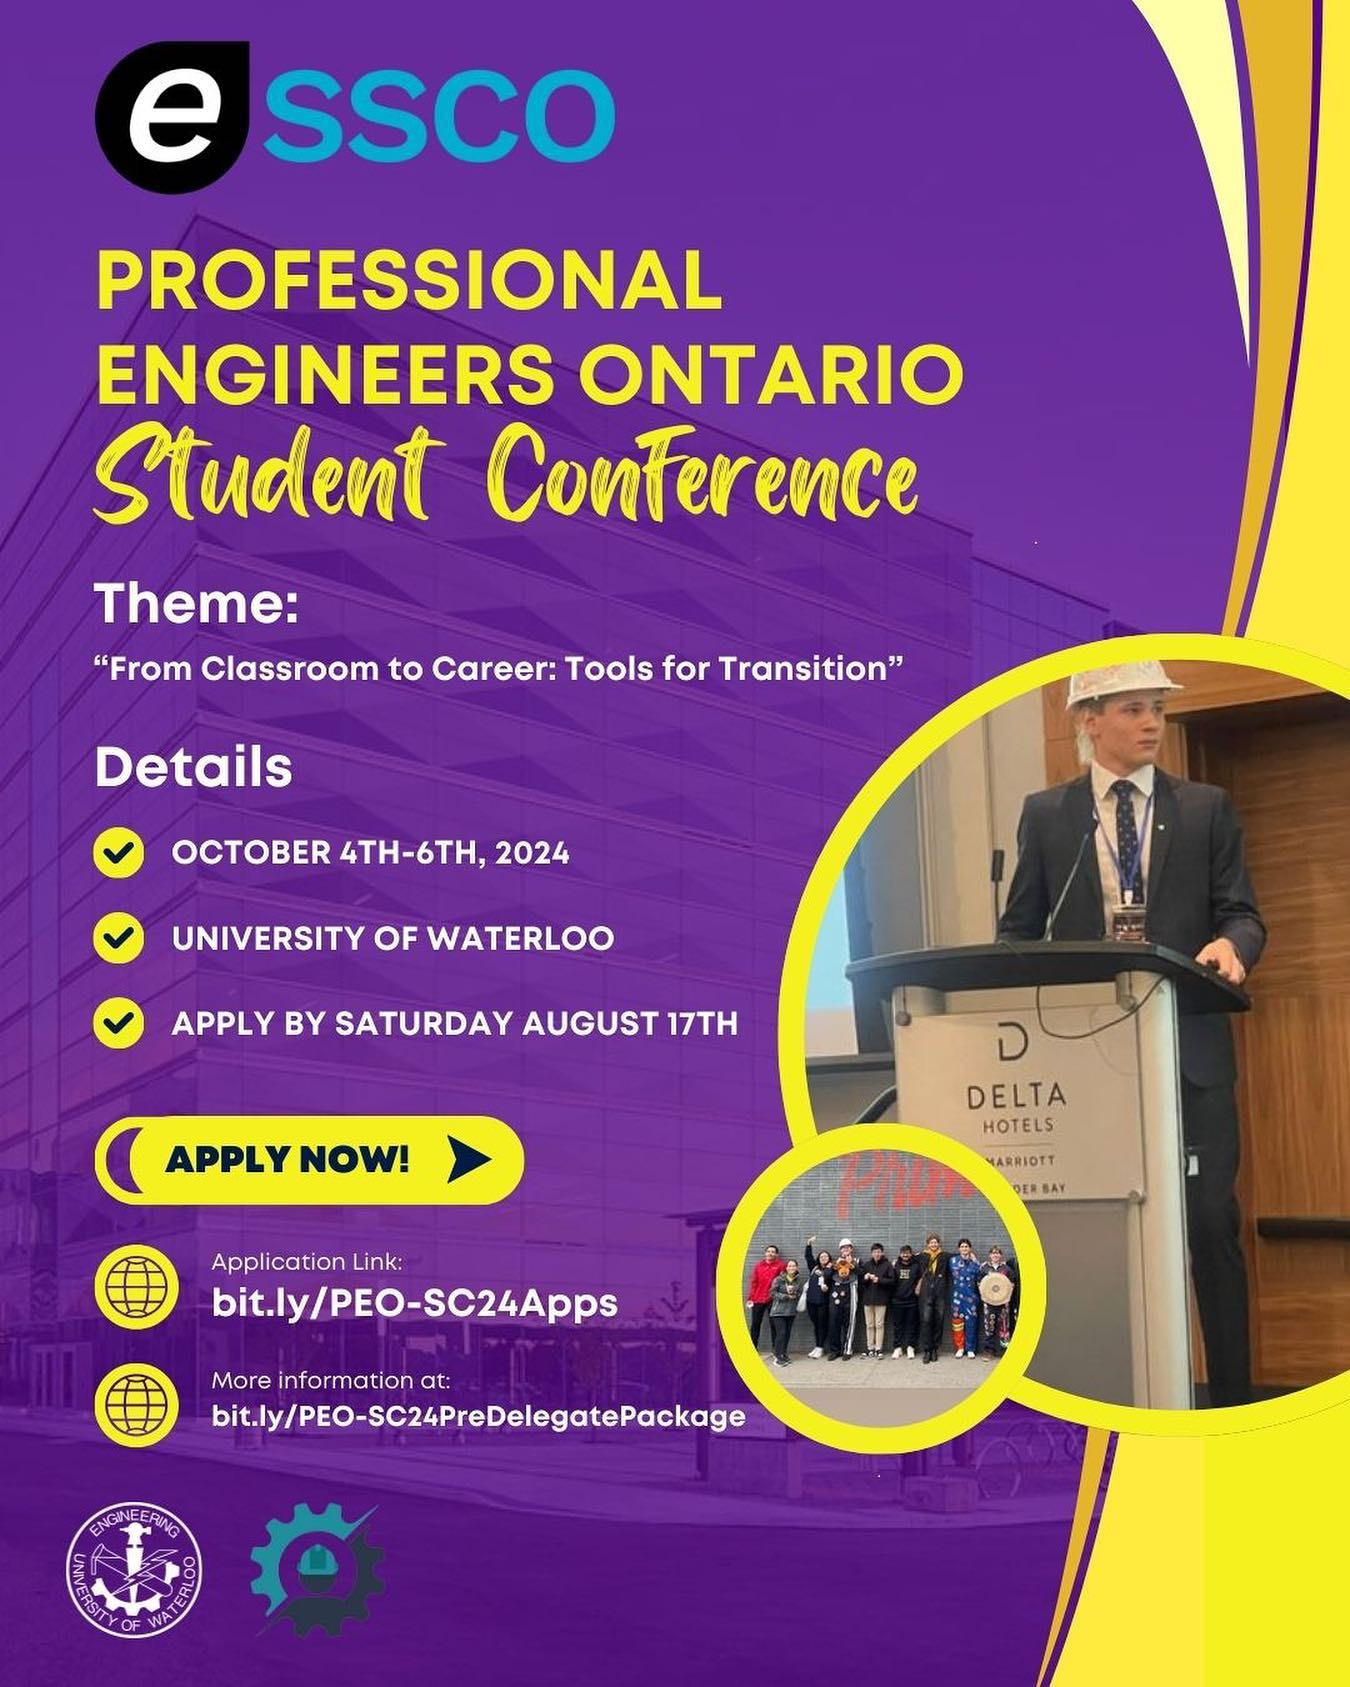 eSSCO
PROFESSIONAL
ENGINEERS ONTARIO
Student Conference
Theme:
“From Classroom to Career: Tools for Transition”
Details
OCTOBER 4TH-6TH, 2024
UNIVERSITY OF WATERLOO
APPLY BY SATURDAY AUGUST 17TH
APPLY NOW!
Application Link:
bit.ly/PEO-SC24Apps
More information at:
bit.ly/PEO-SC24PreDelegatePackage
D
DELTA
HOTELS
MARRIOTT
DER BAY
ENGINEERING
UNIVERSITY OF WATERLOO